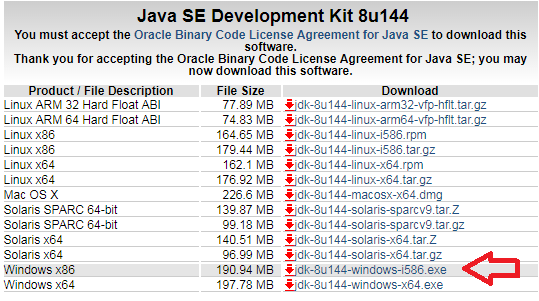 Java SE Development Kit 8u144
You must accept the Oracle Binary Code License Agreement for Java SE to download this
software.
Thank you for accepting the Oracle Binary Code License Agreement for Java SE; you may
now download this software.
Product / File Description File Size Download
Linux ARM 32 Hard Float ABI 77.89 MB jdk-8u144-linux-arm32-vfp-hflt.tar.gz
Linux ARM 64 Hard Float ABI 74.83 MB jdk-8u144-linux-arm64-vfp-hflt.tar.gz
Linux x86 164.65 MB jdk-8u144-linux-i586.rpm
Linux x86 179.44 MB jdk-8u144-linux-i586.tar.gz
Linux x64 162.1 MB jdk-8u144-linux-x64.rpm
Linux x64 176.92 MB jdk-8u144-linux-x64.tar.gz
Mac OS X 226.6 MB jdk-8u144-macosx-x64.dmg
Solaris SPARC 64-bit 139.87 MB jdk-8u144-solaris-sparcv9.tar.Z
Solaris SPARC 64-bit 99.18 MB jdk-8u144-solaris-sparcv9.tar.gz
Solaris x64 140.51 MB jdk-8u144-solaris-x64.tar.Z
Solaris x64 96.99 MB jdk-8u144-solaris-x64.tar.gz
Windows x86 190.94 MB jdk-8u144-windows-i586.exe
Windows x64 197.78 MB jdk-8u144-windows-x64.exe